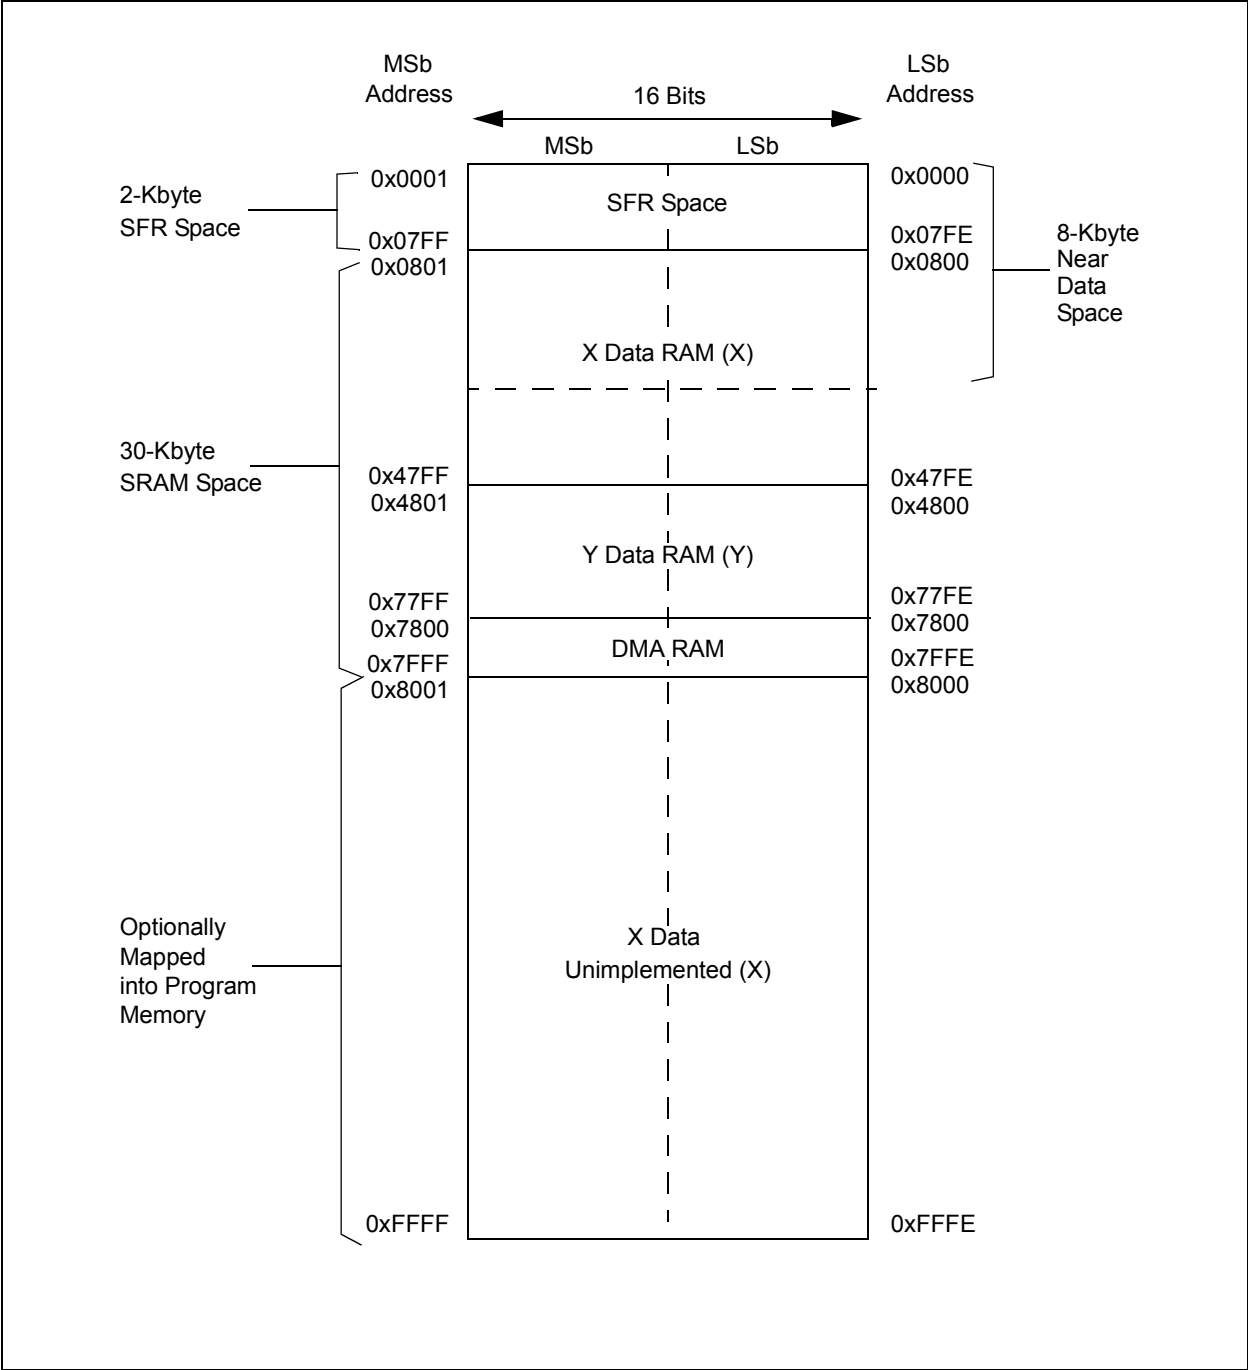 MSb
Address
LSb
Address
16 Bits
MSb
LSb
2-Kbyte
SFR Space
0x0001
SFR Space
0x0000
0x07FF
0x0801
0x07FE
0x0800
8-Kbyte
Near
Data
Space
X Data RAM (X)
30-Kbyte
SRAM Space
0x47FF
0x4801
0x47FE
0x4800
Y Data RAM (Y)
0x77FF
0x7800
0x77FE
0x7800
DMA RAM
0x7FFF
0x8001
0x7FFE
0x8000
Optionally
Mapped
into Program
Memory
X Data
Unimplemented (X)
0xFFFF
0xFFFE